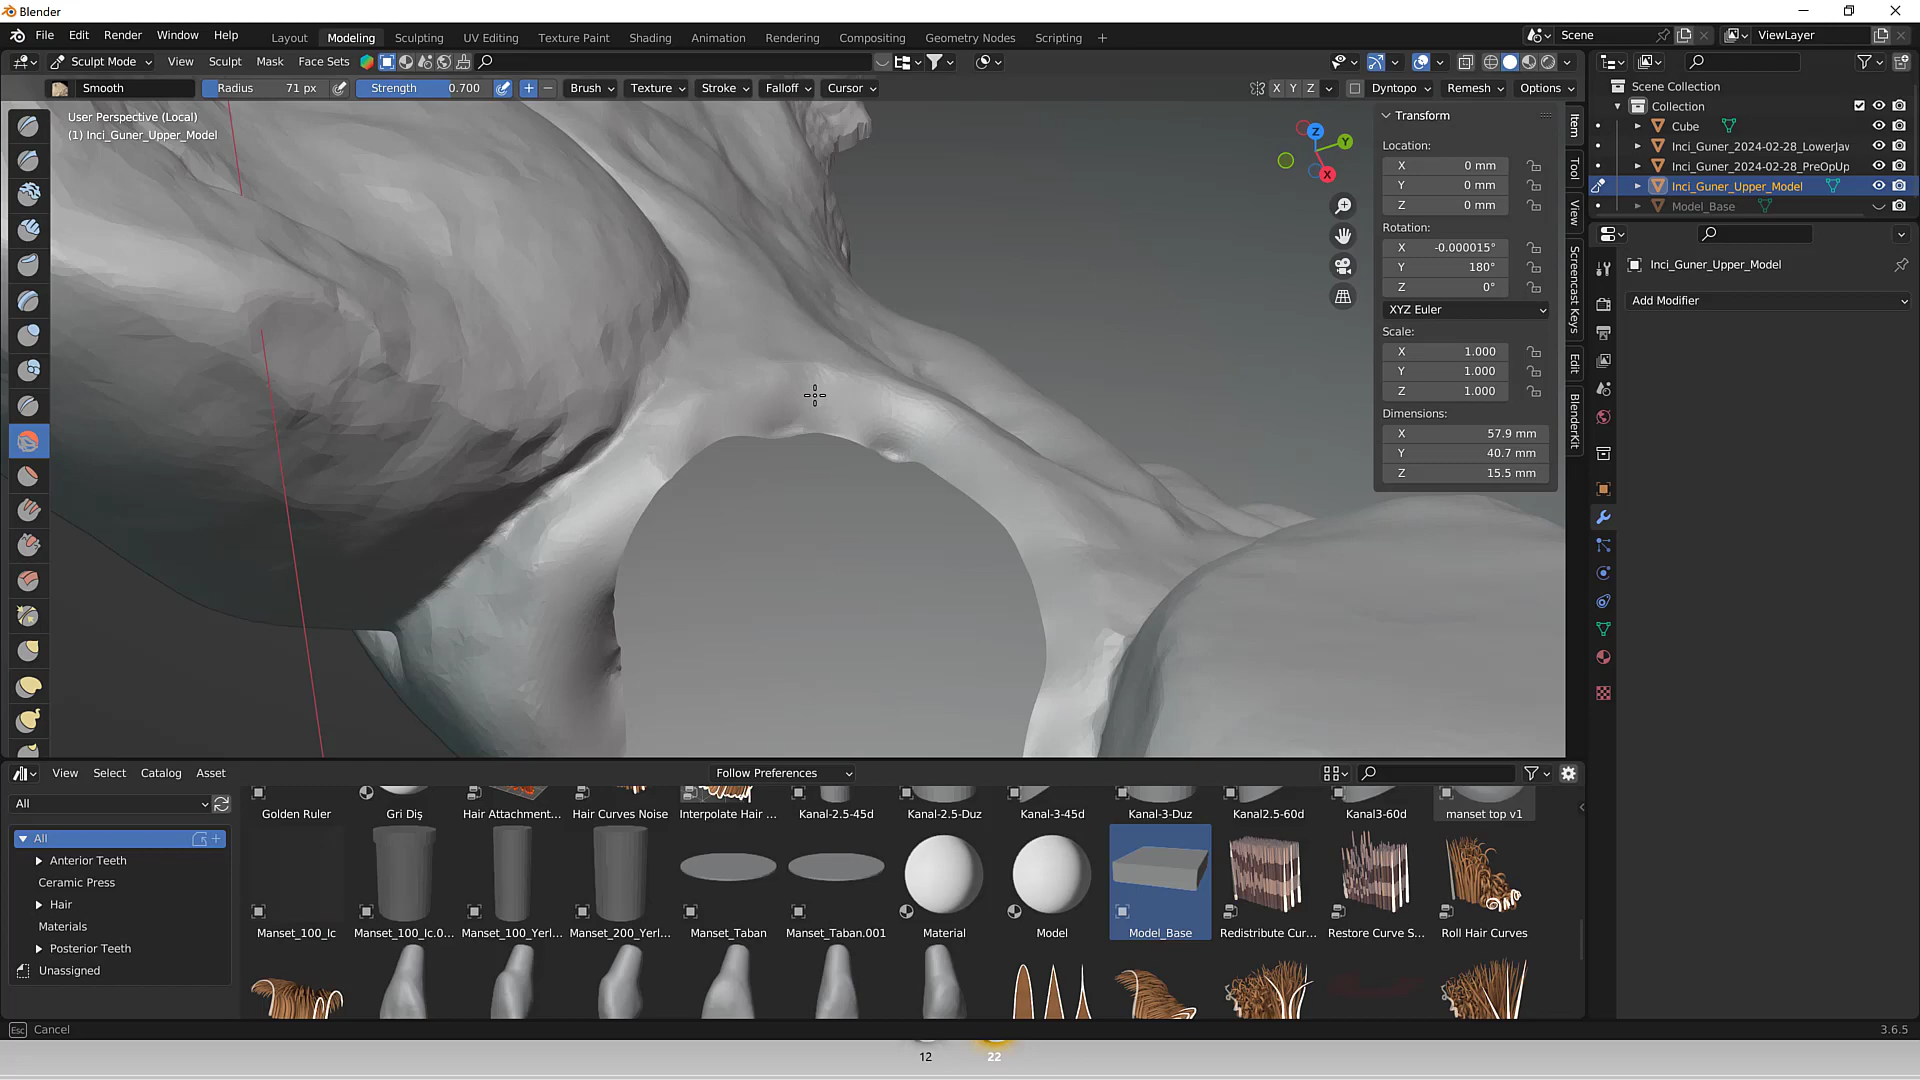 Blender
File Edit Render Window Help Layout Modeling Sculpting UV Editing Texture Paint Shading Animation Rendering Compositing Geometry Nodes Scripting + Scene ViewLayer
Sculpt Mode View Sculpt Mask Face Sets
Smooth Radius 71 px Strength 0.700 Brush Texture Stroke Falloff Cursor X Y Z Dyntopo Remesh Options
User Perspective (Local)
(1) Inci_Guner_Upper_Model
Z
Y
X
Transform
Location:
X 0 mm
Y 0 mm
Z 0 mm
Rotation:
X -0.000015°
Y 180°
Z 0°
XYZ Euler
Scale:
X 1.000
Y 1.000
Z 1.000
Dimensions:
X 57.9 mm
Y 40.7 mm
Z 15.5 mm
Item
Tool
View
Screencast Keys
Edit
BlenderKit
Scene Collection
Collection
Cube
Inci_Guner_2024-02-28_LowerJaw
Inci_Guner_2024-02-28_PreOpUp
Inci_Guner_Upper_Model
Model_Base
Inci_Guner_Upper_Model
Add Modifier
View Select Catalog Asset Follow Preferences
All
All
Anterior Teeth
Ceramic Press
Hair
Materials
Posterior Teeth
Unassigned
Golden Ruler Gri Diş Hair Attachment... Hair Curves Noise Interpolate Hair ... Kanal-2.5-45d Kanal-2.5-Duz Kanal-3-45d Kanal-3-Duz Kanal2.5-60d Kanal3-60d manset top v1
Manset_100_Ic Manset_100_Ic.0... Manset_100_Yerl... Manset_200_Yerl... Manset_Taban Manset_Taban.001 Material Model Model_Base Redistribute Cur... Restore Curve S... Roll Hair Curves
Esc Cancel 3.6.5
12 22